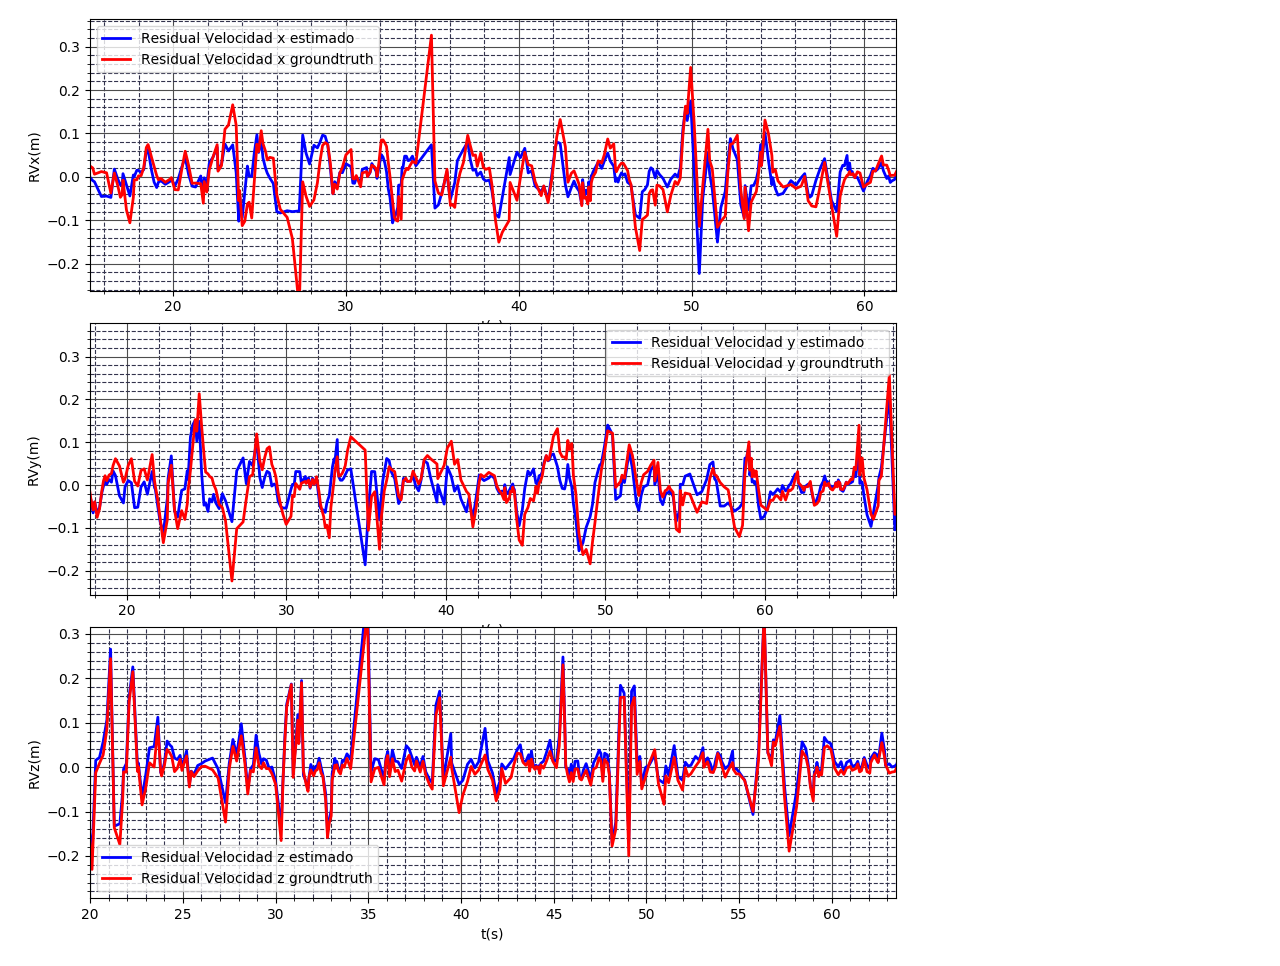 Residual Velocidad x estimado
Residual Velocidad x groundtruth
RVx(m)
0.3
0.2
0.1
0.0
−0.1
−0.2
20 30 40 50 60
Residual Velocidad y estimado
Residual Velocidad y groundtruth
RVy(m)
0.3
0.2
0.1
0.0
−0.1
−0.2
20 30 40 50 60
RVz(m)
0.3
0.2
0.1
0.0
−0.1
−0.2
Residual Velocidad z estimado
Residual Velocidad z groundtruth
20 25 30 35 40 45 50 55 60
t(s)